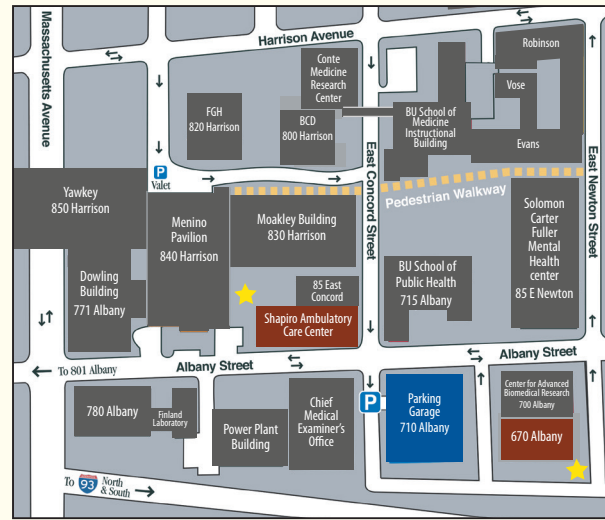 Massachusetts Avenue
Harrison Avenue
Conte
Medicine
Research
Center
FGH
820 Harrison
BCD
800 Harrison
BU School of
Medicine
Instructional
Building
Robinson
Vose
Evans
East Concord Street
East Newton Street
P
Valet
Pedestrian Walkway
Yawkey
850 Harrison
Menino
Pavilion
840 Harrison
Moakley Building
830 Harrison
Solomon
Carter
Fuller
Mental
Health
center
85 E Newton
Dowling
Building
771 Albany
85 East
Concord
BU School of
Public Health
715 Albany
Shapiro Ambulatory
Care Center
To 801 Albany
Albany Street
Albany Street
780 Albany
Finland
Laboratory
Power Plant
Building
Chief
Medical
Examiner's
Office
P
Parking
Garage
710 Albany
Center for Advanced
Biomedical Research
700 Albany
670 Albany
To 93 North
& South